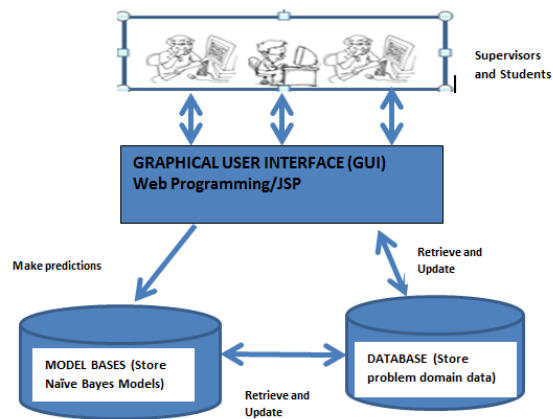 Supervisors
and Students
GRAPHICAL USER INTERFACE (GUI)
Web Programming/JSP
Make predictions
Retrieve and
Update
MODEL BASES (Store
Naïve Bayes Models)
DATABASE (Store
problem domain data)
Retrieve and
Update